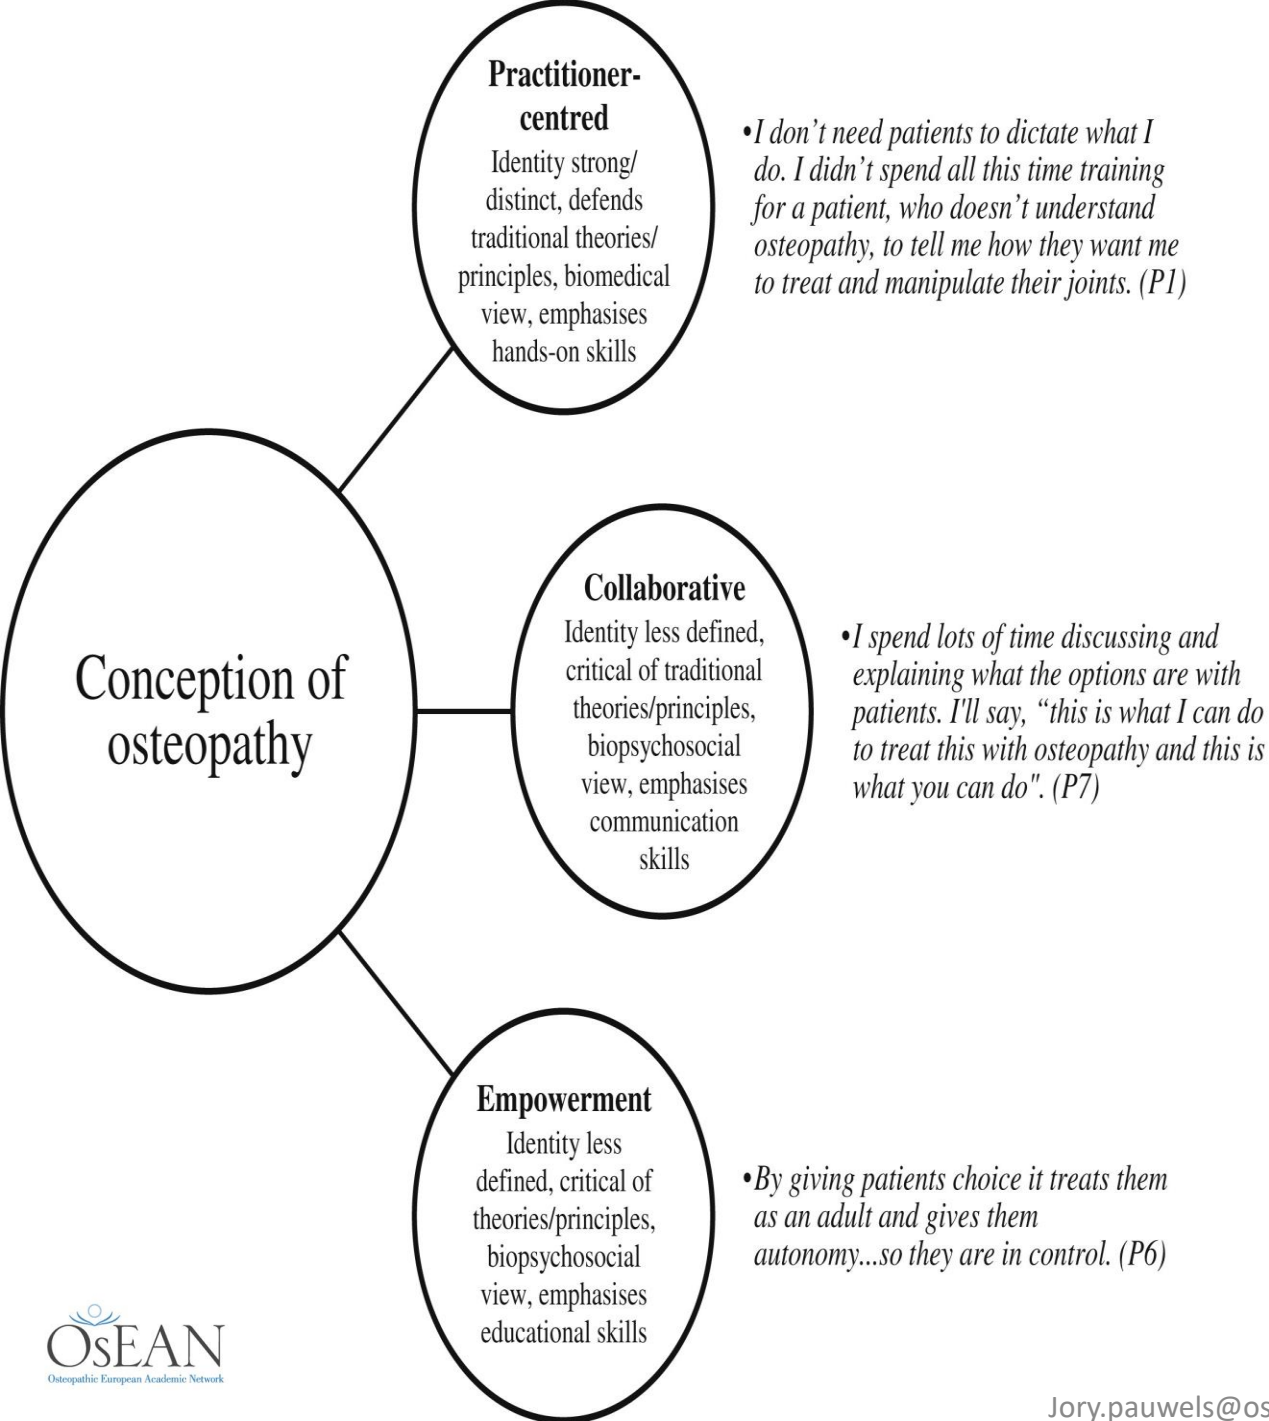 Practitioner-
centred
Identity strong/
distinct, defends
traditional theories/
principles, biomedical
view, emphasises
hands-on skills
•I don’t need patients to dictate what I
do. I didn’t spend all this time training
for a patient, who doesn’t understand
osteopathy, to tell me how they want me
to treat and manipulate their joints. (P1)
Conception of
osteopathy
Collaborative
Identity less defined,
critical of traditional
theories/principles,
biopsychosocial
view, emphasises
communication
skills
•I spend lots of time discussing and
explaining what the options are with
patients. I'll say, “this is what I can do
to treat this with osteopathy and this is
what you can do". (P7)
Empowerment
Identity less
defined, critical of
theories/principles,
biopsychosocial
view, emphasises
educational skills
•By giving patients choice it treats them
as an adult and gives them
autonomy...so they are in control. (P6)
OsEAN
Osteopathic European Academic Network
Jory.pauwels@os